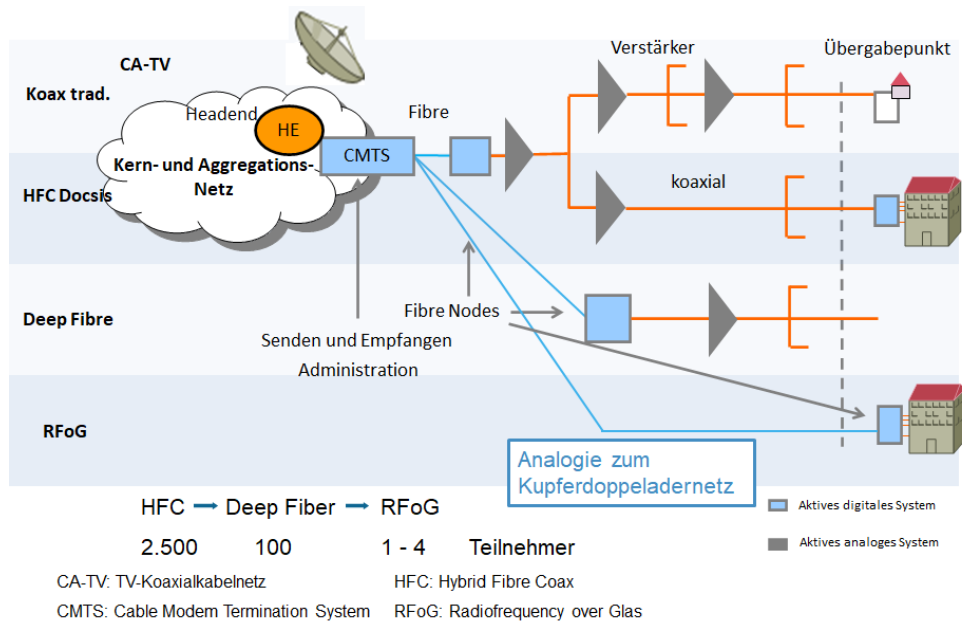 CA-TV
Koax trad.
Headend
HE
Fibre
Verstärker
Übergabepunkt
CMTS
Kern- und Aggregations-
Netz
HFC Docsis
koaxial
Deep Fibre
Fibre Nodes
Senden und Empfangen
Administration
RFoG
Analogie zum
Kupferdoppeladernetz
HFC → Deep Fiber → RFoG
2.500 100 1 - 4 Teilnehmer
Aktives digitales System
Aktives analoges System
CA-TV: TV-Koaxialkabelnetz HFC: Hybrid Fibre Coax
CMTS: Cable Modem Termination System RFoG: Radiofrequency over Glas